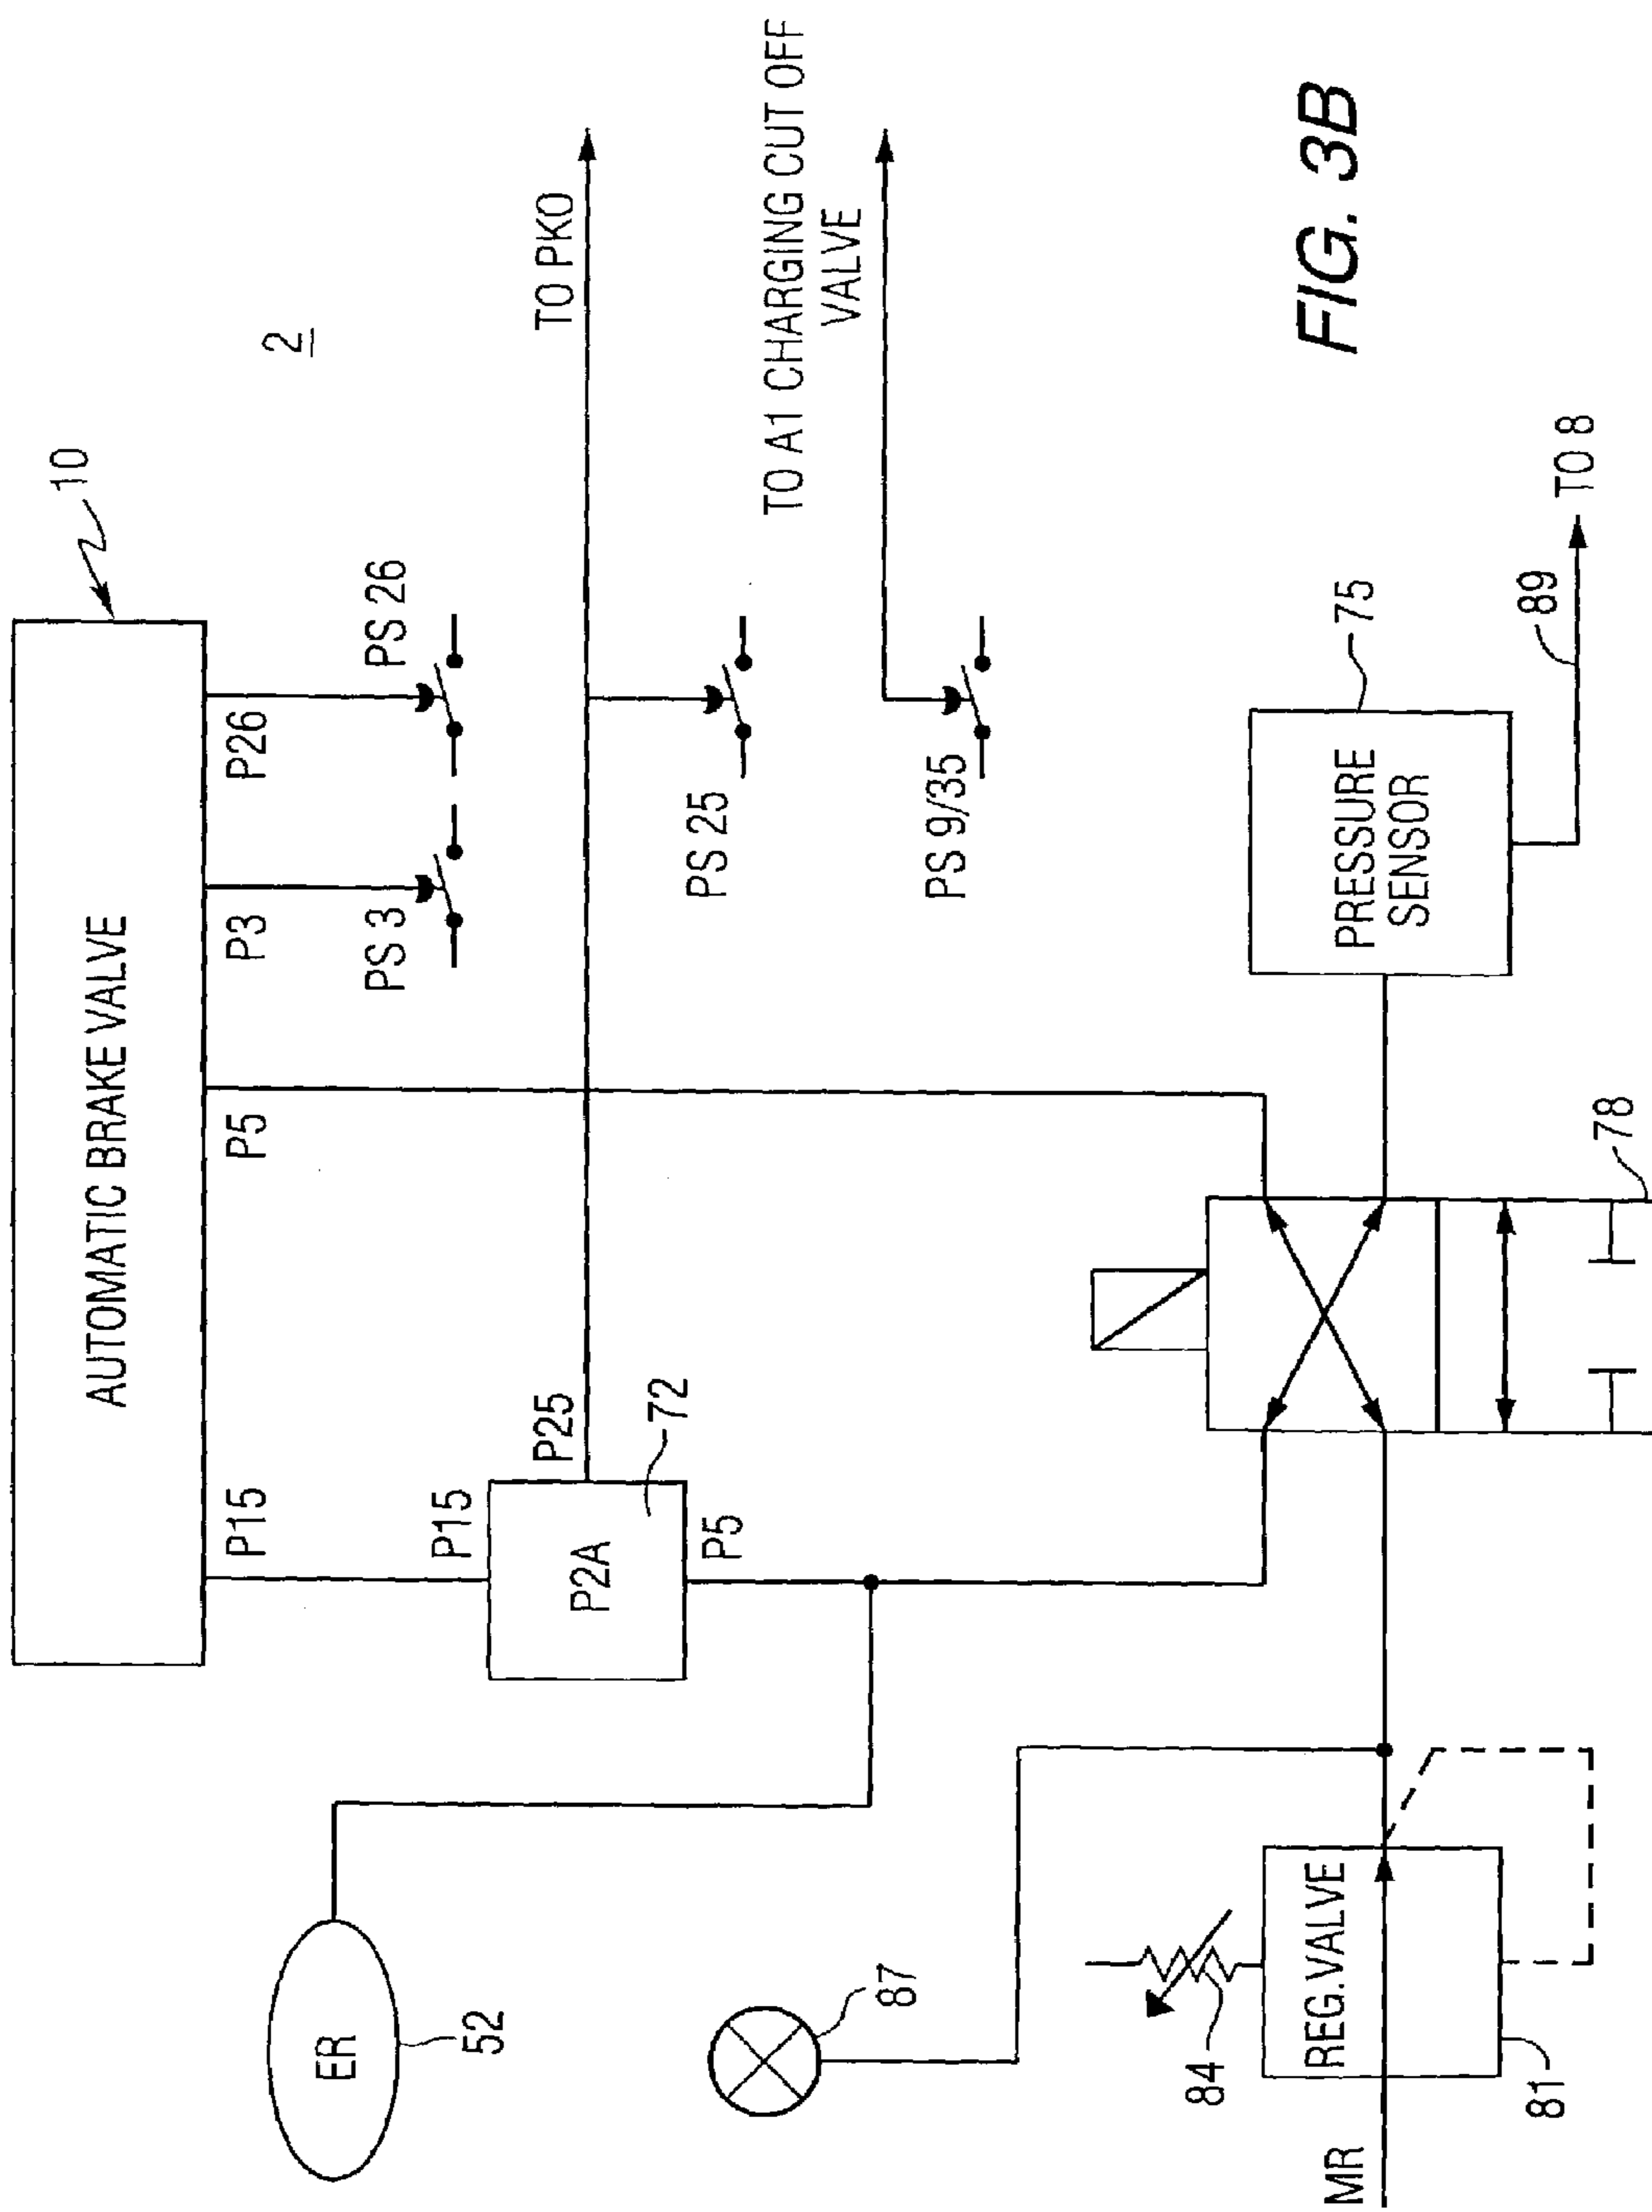 AUTOMATIC BRAKE VALVE
10
2
P15
P5
P3
P26
PS 3
PS 26
P15
P25
P2A
72
P5
TO PKO
PS 25
TO A1 CHARGING CUT OFF
VALVE
PS 9/35
ER
52
87
84
MR
REG.VALVE
81
78
PRESSURE
SENSOR
75
89
TO 8
FIG. 3B